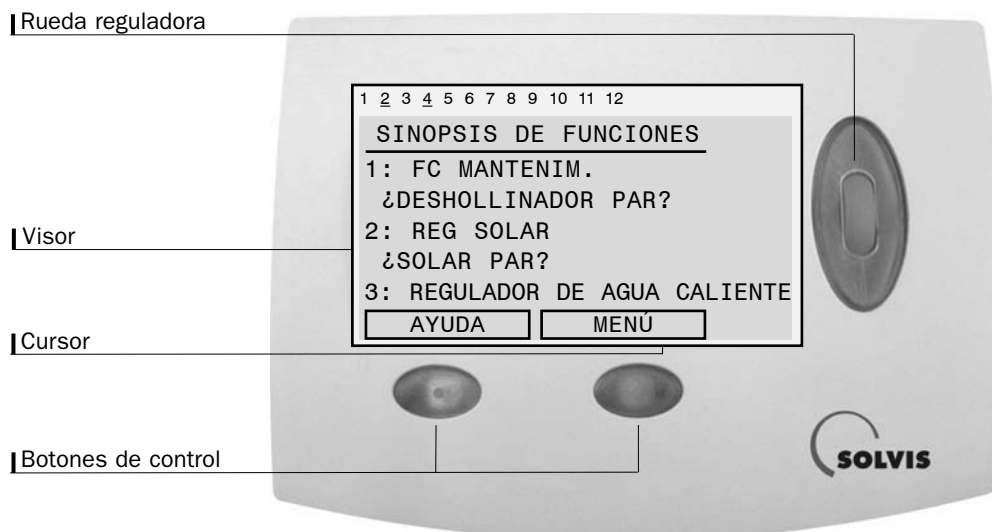 Rueda reguladora
1 2 3 4 5 6 7 8 9 10 11 12
SINOPSIS DE FUNCIONES
1: FC MANTENIM.
¿DESHOLLINADOR PAR?
Visor
2: REG SOLAR
¿SOLAR PAR?
3: REGULADOR DE AGUA CALIENTE
AYUDA MENÚ
Cursor
Botones de control
SOLVIS